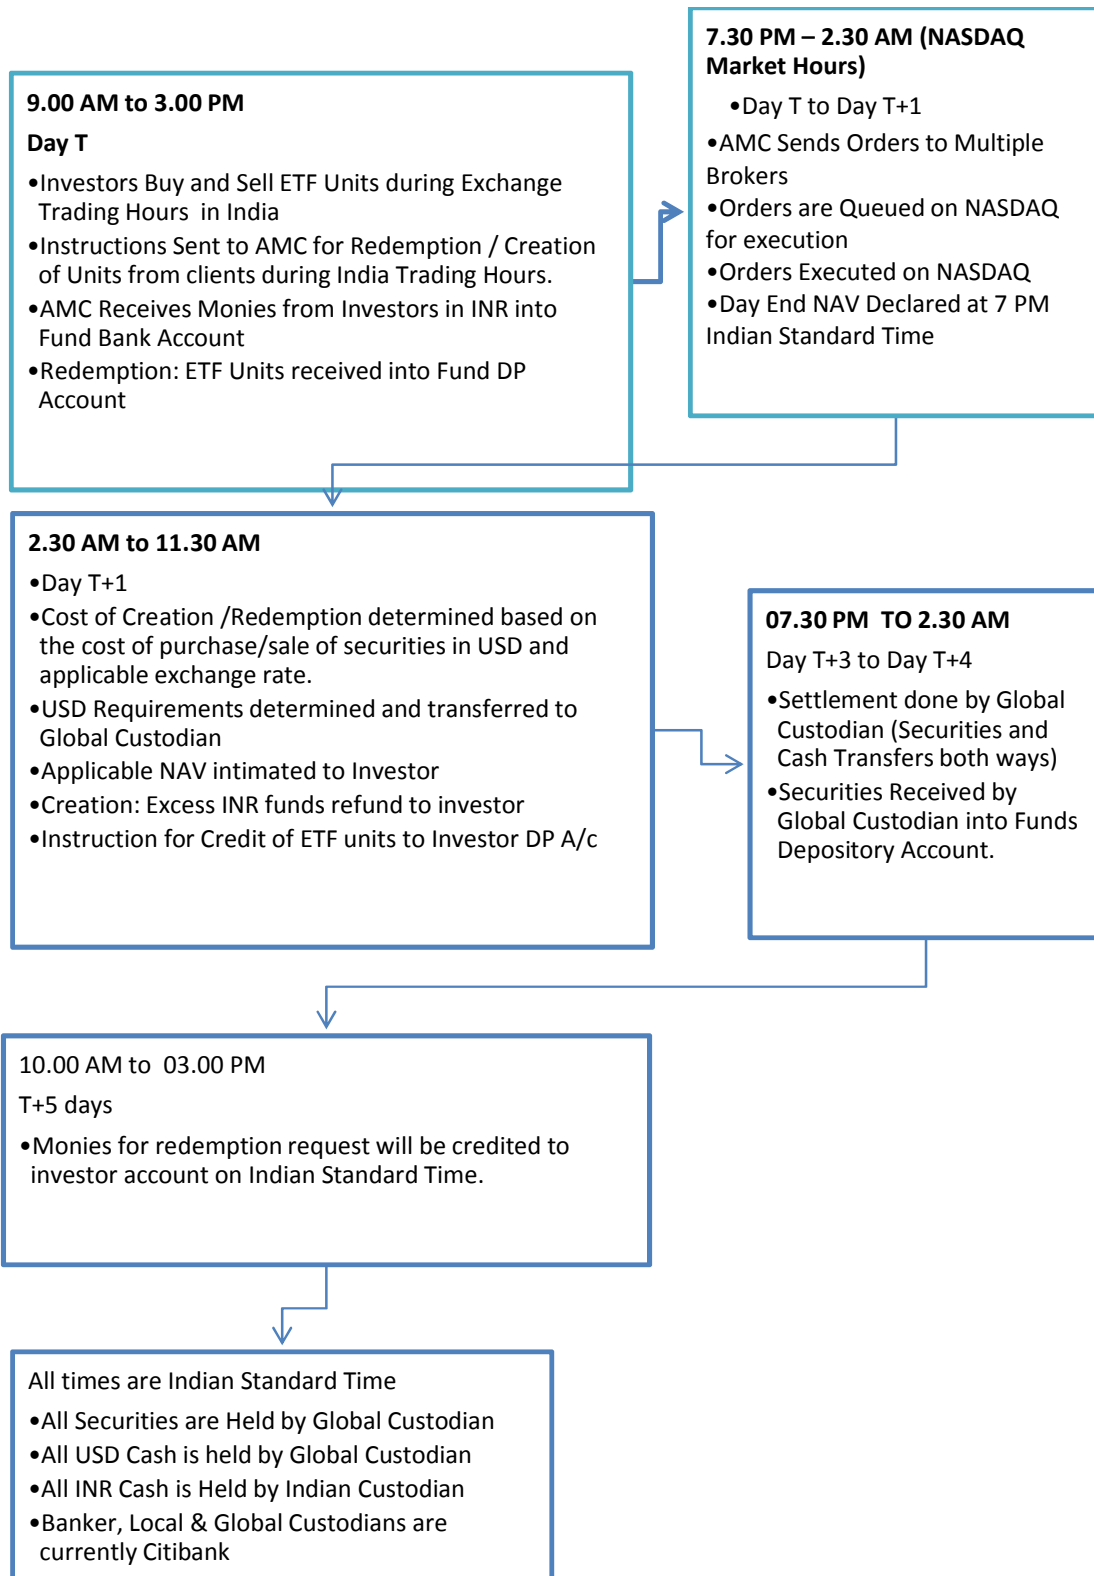 9.00 AM to 3.00 PM
Day T
•Investors Buy and Sell ETF Units during Exchange
Trading Hours in India
•Instructions Sent to AMC for Redemption / Creation
of Units from clients during India Trading Hours.
•AMC Receives Monies from Investors in INR into
Fund Bank Account
•Redemption: ETF Units received into Fund DP
Account
7.30 PM – 2.30 AM (NASDAQ
Market Hours)
•Day T to Day T+1
•AMC Sends Orders to Multiple
Brokers
•Orders are Queued on NASDAQ
for execution
•Orders Executed on NASDAQ
•Day End NAV Declared at 7 PM
Indian Standard Time
2.30 AM to 11.30 AM
•Day T+1
•Cost of Creation /Redemption determined based on
the cost of purchase/sale of securities in USD and
applicable exchange rate.
•USD Requirements determined and transferred to
Global Custodian
•Applicable NAV intimated to Investor
•Creation: Excess INR funds refund to investor
•Instruction for Credit of ETF units to Investor DP A/c
07.30 PM TO 2.30 AM
Day T+3 to Day T+4
•Settlement done by Global
Custodian (Securities and
Cash Transfers both ways)
•Securities Received by
Global Custodian into Funds
Depository Account.
10.00 AM to 03.00 PM
T+5 days
•Monies for redemption request will be credited to
investor account on Indian Standard Time.
All times are Indian Standard Time
•All Securities are Held by Global Custodian
•All USD Cash is held by Global Custodian
•All INR Cash is Held by Indian Custodian
•Banker, Local & Global Custodians are
currently Citibank